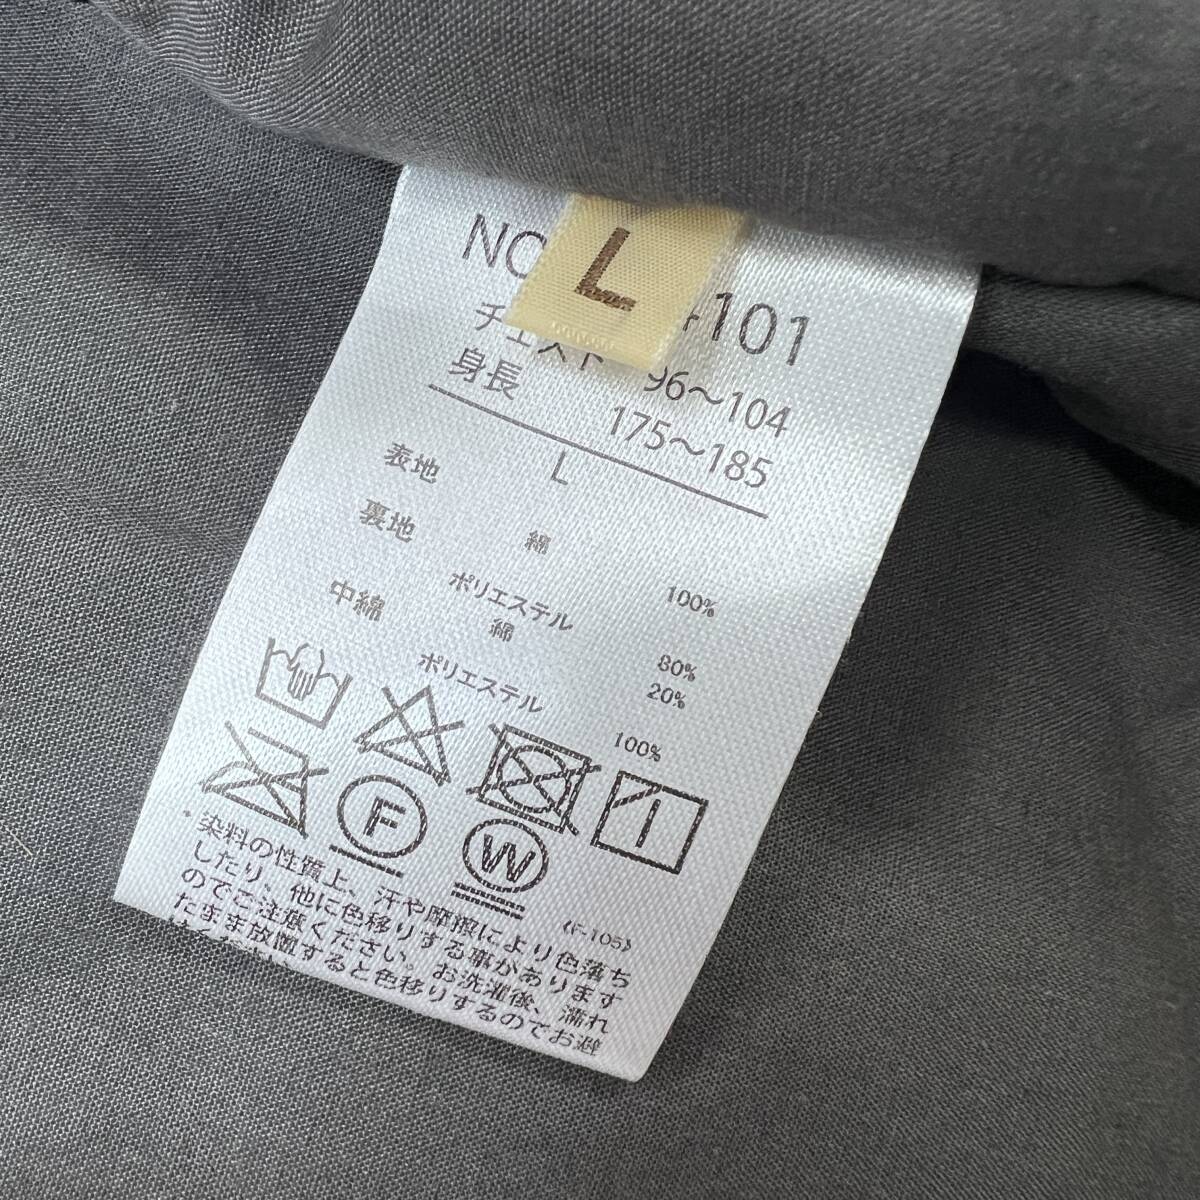 L
NO
4101
チェスト 96〜104
身長 175〜185
L
表地
綿 100%
裏地
ポリエステル 80%
綿 20%
中綿
ポリエステル 100%
F
W
(F-105)
・染料の性質上、汗や摩擦により色落ち
したり、他に色移りする事があります
のでご注意ください。お洗濯後、濡れ
たまま放置すると色移りするのでお避